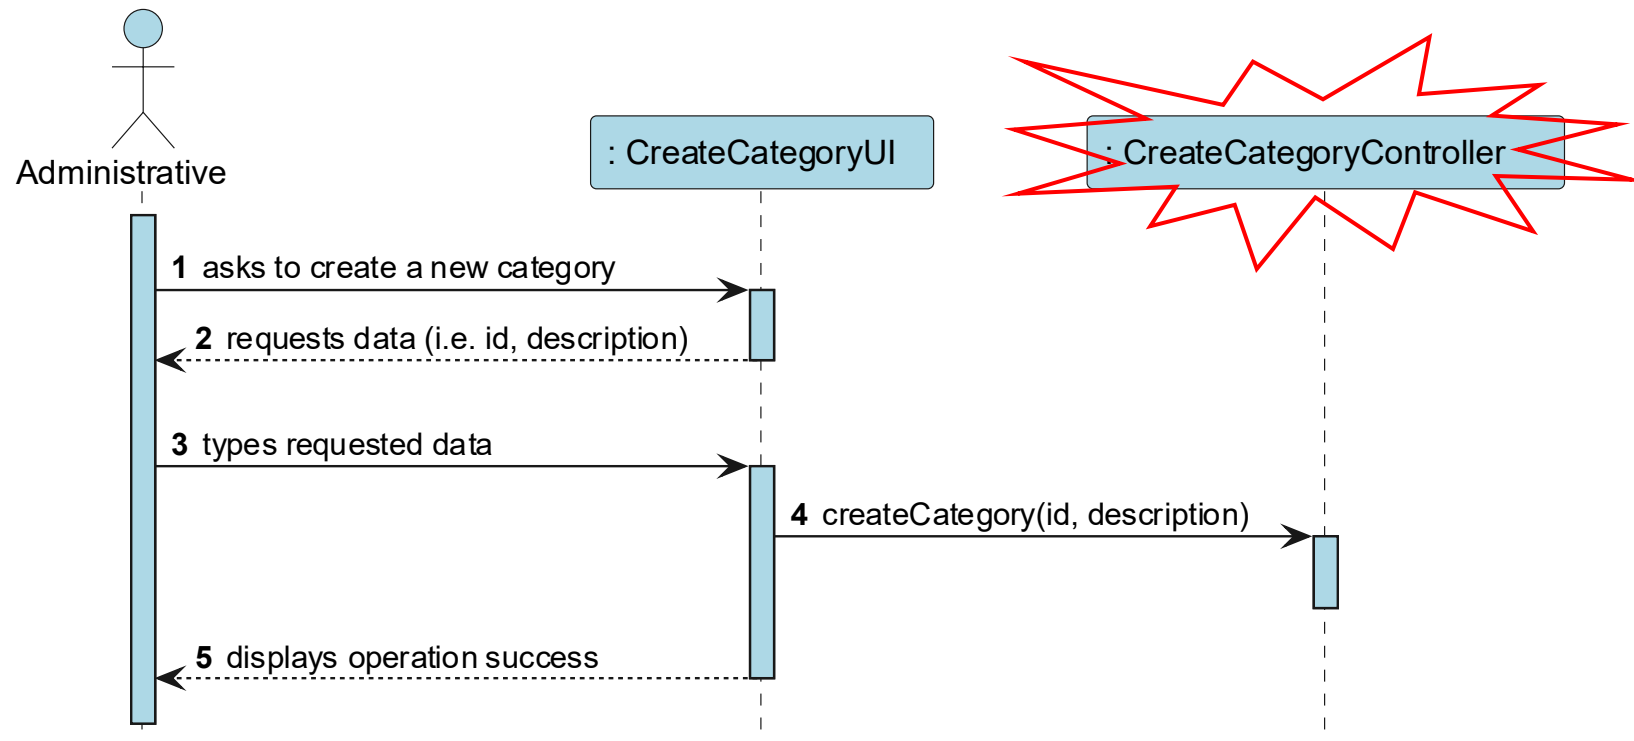 Administrative
: CreateCategoryUI
: CreateCategoryController
1 asks to create a new category
2 requests data (i.e. id, description)
3 types requested data
4 createCategory(id, description)
5 displays operation success